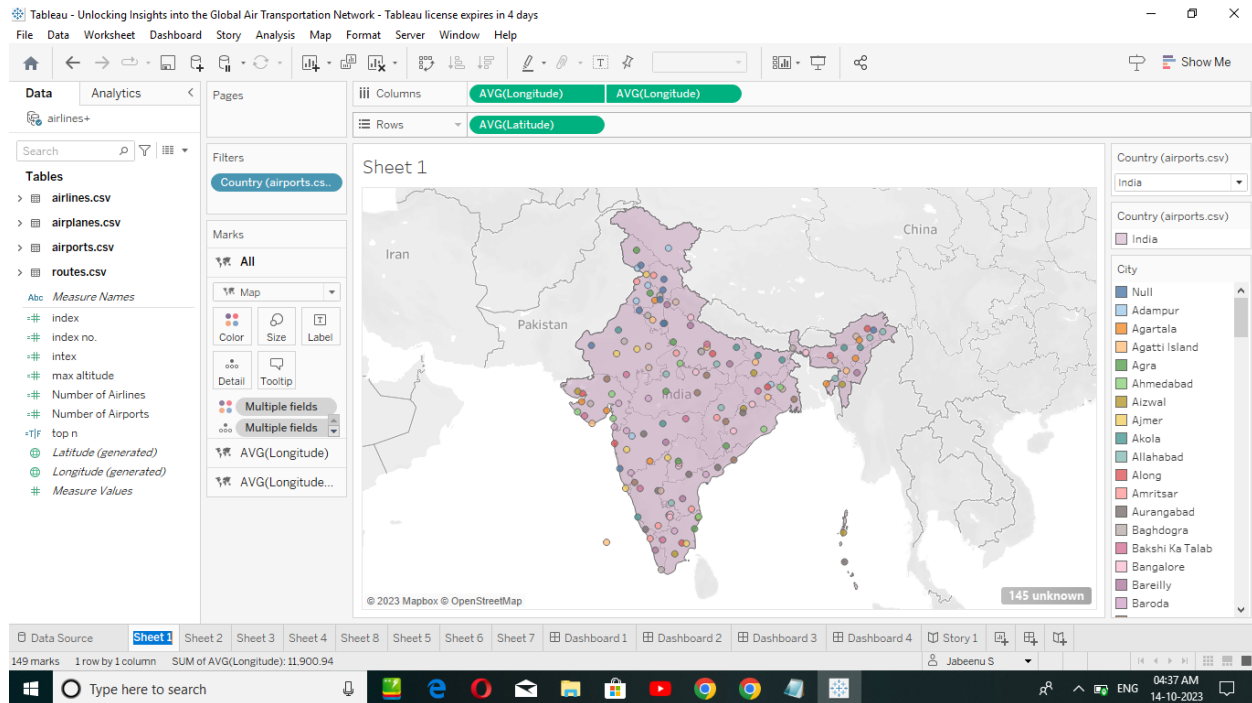 Tableau - Unlocking Insights into the Global Air Transportation Network - Tableau license expires in 4 days
File Data Worksheet Dashboard Story Analysis Map Format Server Window Help
Show Me
Data Analytics
Pages
Columns AVG(Longitude) AVG(Longitude)
airlines+
Rows AVG(Latitude)
Search
Filters
Country (airports.cs..
Sheet 1
Country (airports.csv)
India
Country (airports.csv)
India
Tables
airlines.csv
airplanes.csv
airports.csv
routes.csv
Abc Measure Names
index
index no.
intex
max altitude
Number of Airlines
Number of Airports
=T|F top n
Latitude (generated)
Longitude (generated)
Measure Values
Marks
All
Map
Color Size Label
T
Detail Tooltip
Multiple fields
Multiple fields
AVG(Longitude)
AVG(Longitude...
Iran
China
Pakistan
India
© 2023 Mapbox © OpenStreetMap
145 unknown
City
Null
Adampur
Agartala
Agatti Island
Agra
Ahmedabad
Aizwal
Ajmer
Akola
Allahabad
Along
Amritsar
Aurangabad
Baghdogra
Bakshi Ka Talab
Bangalore
Bareilly
Baroda
Data Source Sheet 1 Sheet 2 Sheet 3 Sheet 4 Sheet 8 Sheet 5 Sheet 6 Sheet 7 Dashboard 1 Dashboard 2 Dashboard 3 Dashboard 4 Story 1
149 marks 1 row by 1 column SUM of AVG(Longitude): 11,900.94
Jabeenu S
Type here to search
ENG
04:37 AM
14-10-2023